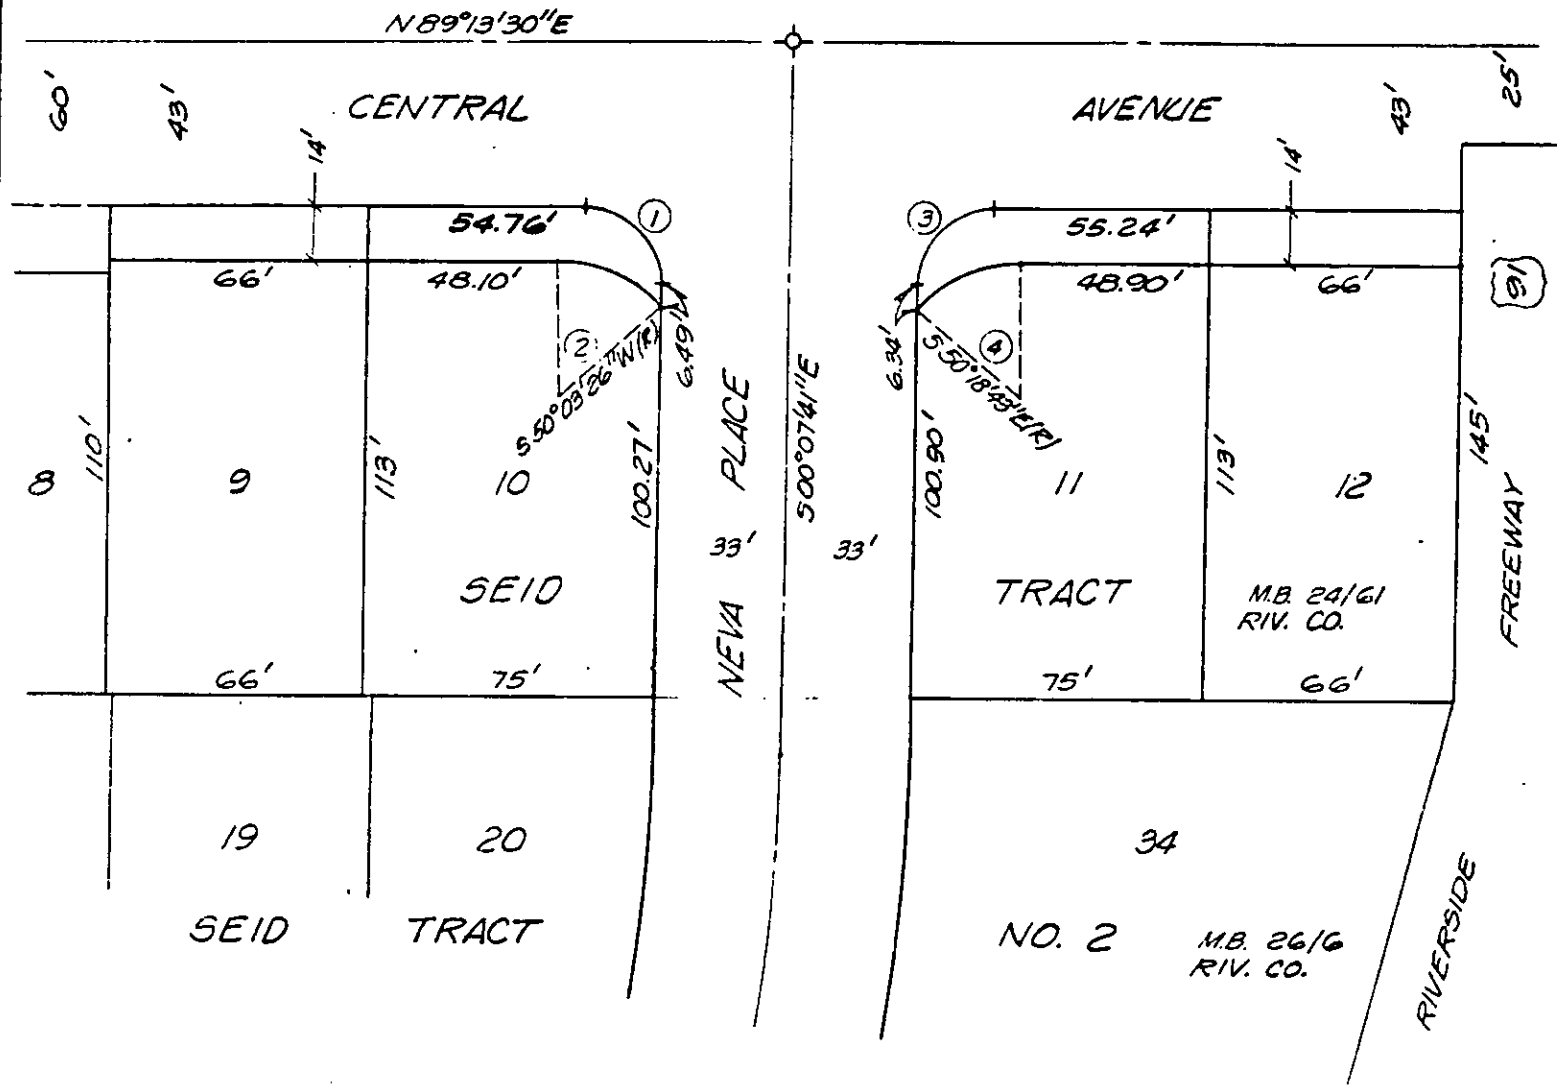 N 89°13'30"E
60'
43'
CENTRAL
AVENUE
43'
25'
14'
14'
54.76'
1
3
55.24'
66'
48.10'
48.90'
66'
91
2
S 50°03'26"W(R)
6.49'
6.34'
4
S 50°18'43"E(R)
110'
113'
100.27'
NEVA PLACE
S00°07'41"E
100.90'
113'
145'
8
9
10
11
12
33'
33'
SEID
TRACT
M.B. 24/61
RIV. CO.
FREEWAY
66'
75'
75'
66'
19
20
34
SEID
TRACT
NO. 2
M.B. 26/6
RIV. CO.
RIVERSIDE